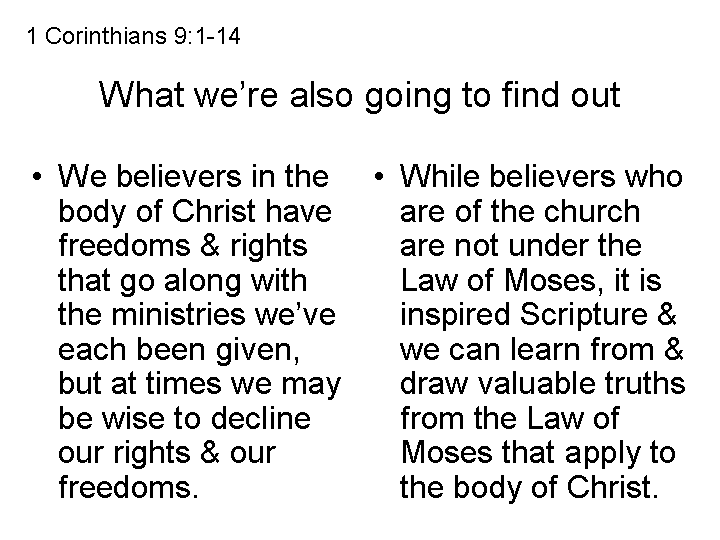 1 Corinthians 9:1-14
What we’re also going to find out
• We believers in the
body of Christ have
freedoms & rights
that go along with
the ministries we’ve
each been given,
but at times we may
be wise to decline
our rights & our
freedoms.
• While believers who
are of the church
are not under the
Law of Moses, it is
inspired Scripture &
we can learn from &
draw valuable truths
from the Law of
Moses that apply to
the body of Christ.